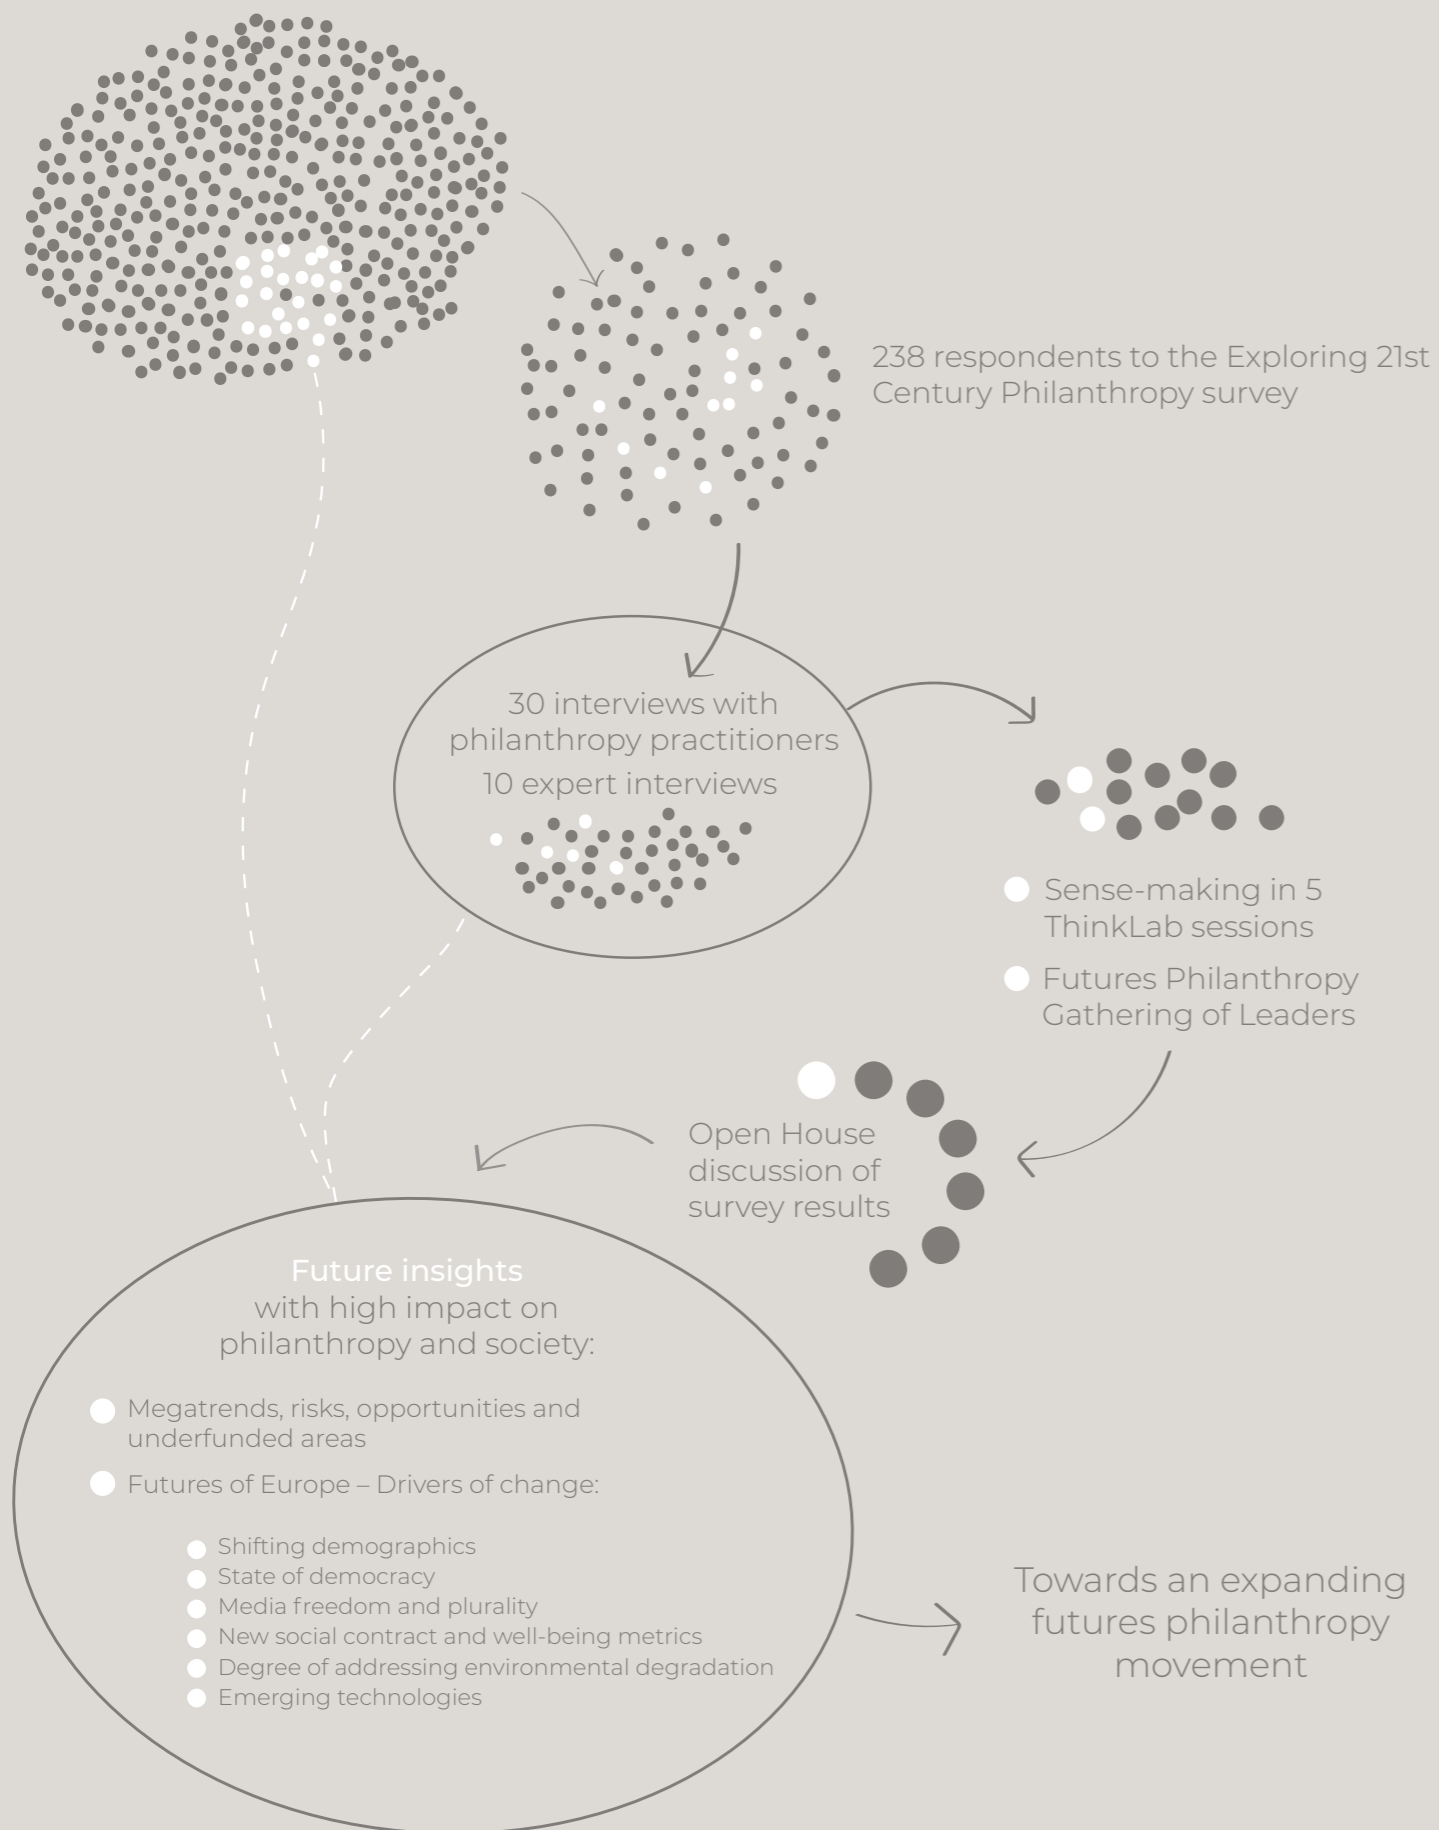 238 respondents to the Exploring 21st
Century Philanthropy survey
30 interviews with
philanthropy practitioners
10 expert interviews
Sense-making in 5
ThinkLab sessions
Futures Philanthropy
Gathering of Leaders
Open House
discussion of
survey results
Future insights
with high impact on
philanthropy and society:
Megatrends, risks, opportunities and
underfunded areas
Futures of Europe – Drivers of change:
Shifting demographics
State of democracy
Media freedom and plurality
New social contract and well-being metrics
Degree of addressing environmental degradation
Emerging technologies
Towards an expanding
futures philanthropy
movement